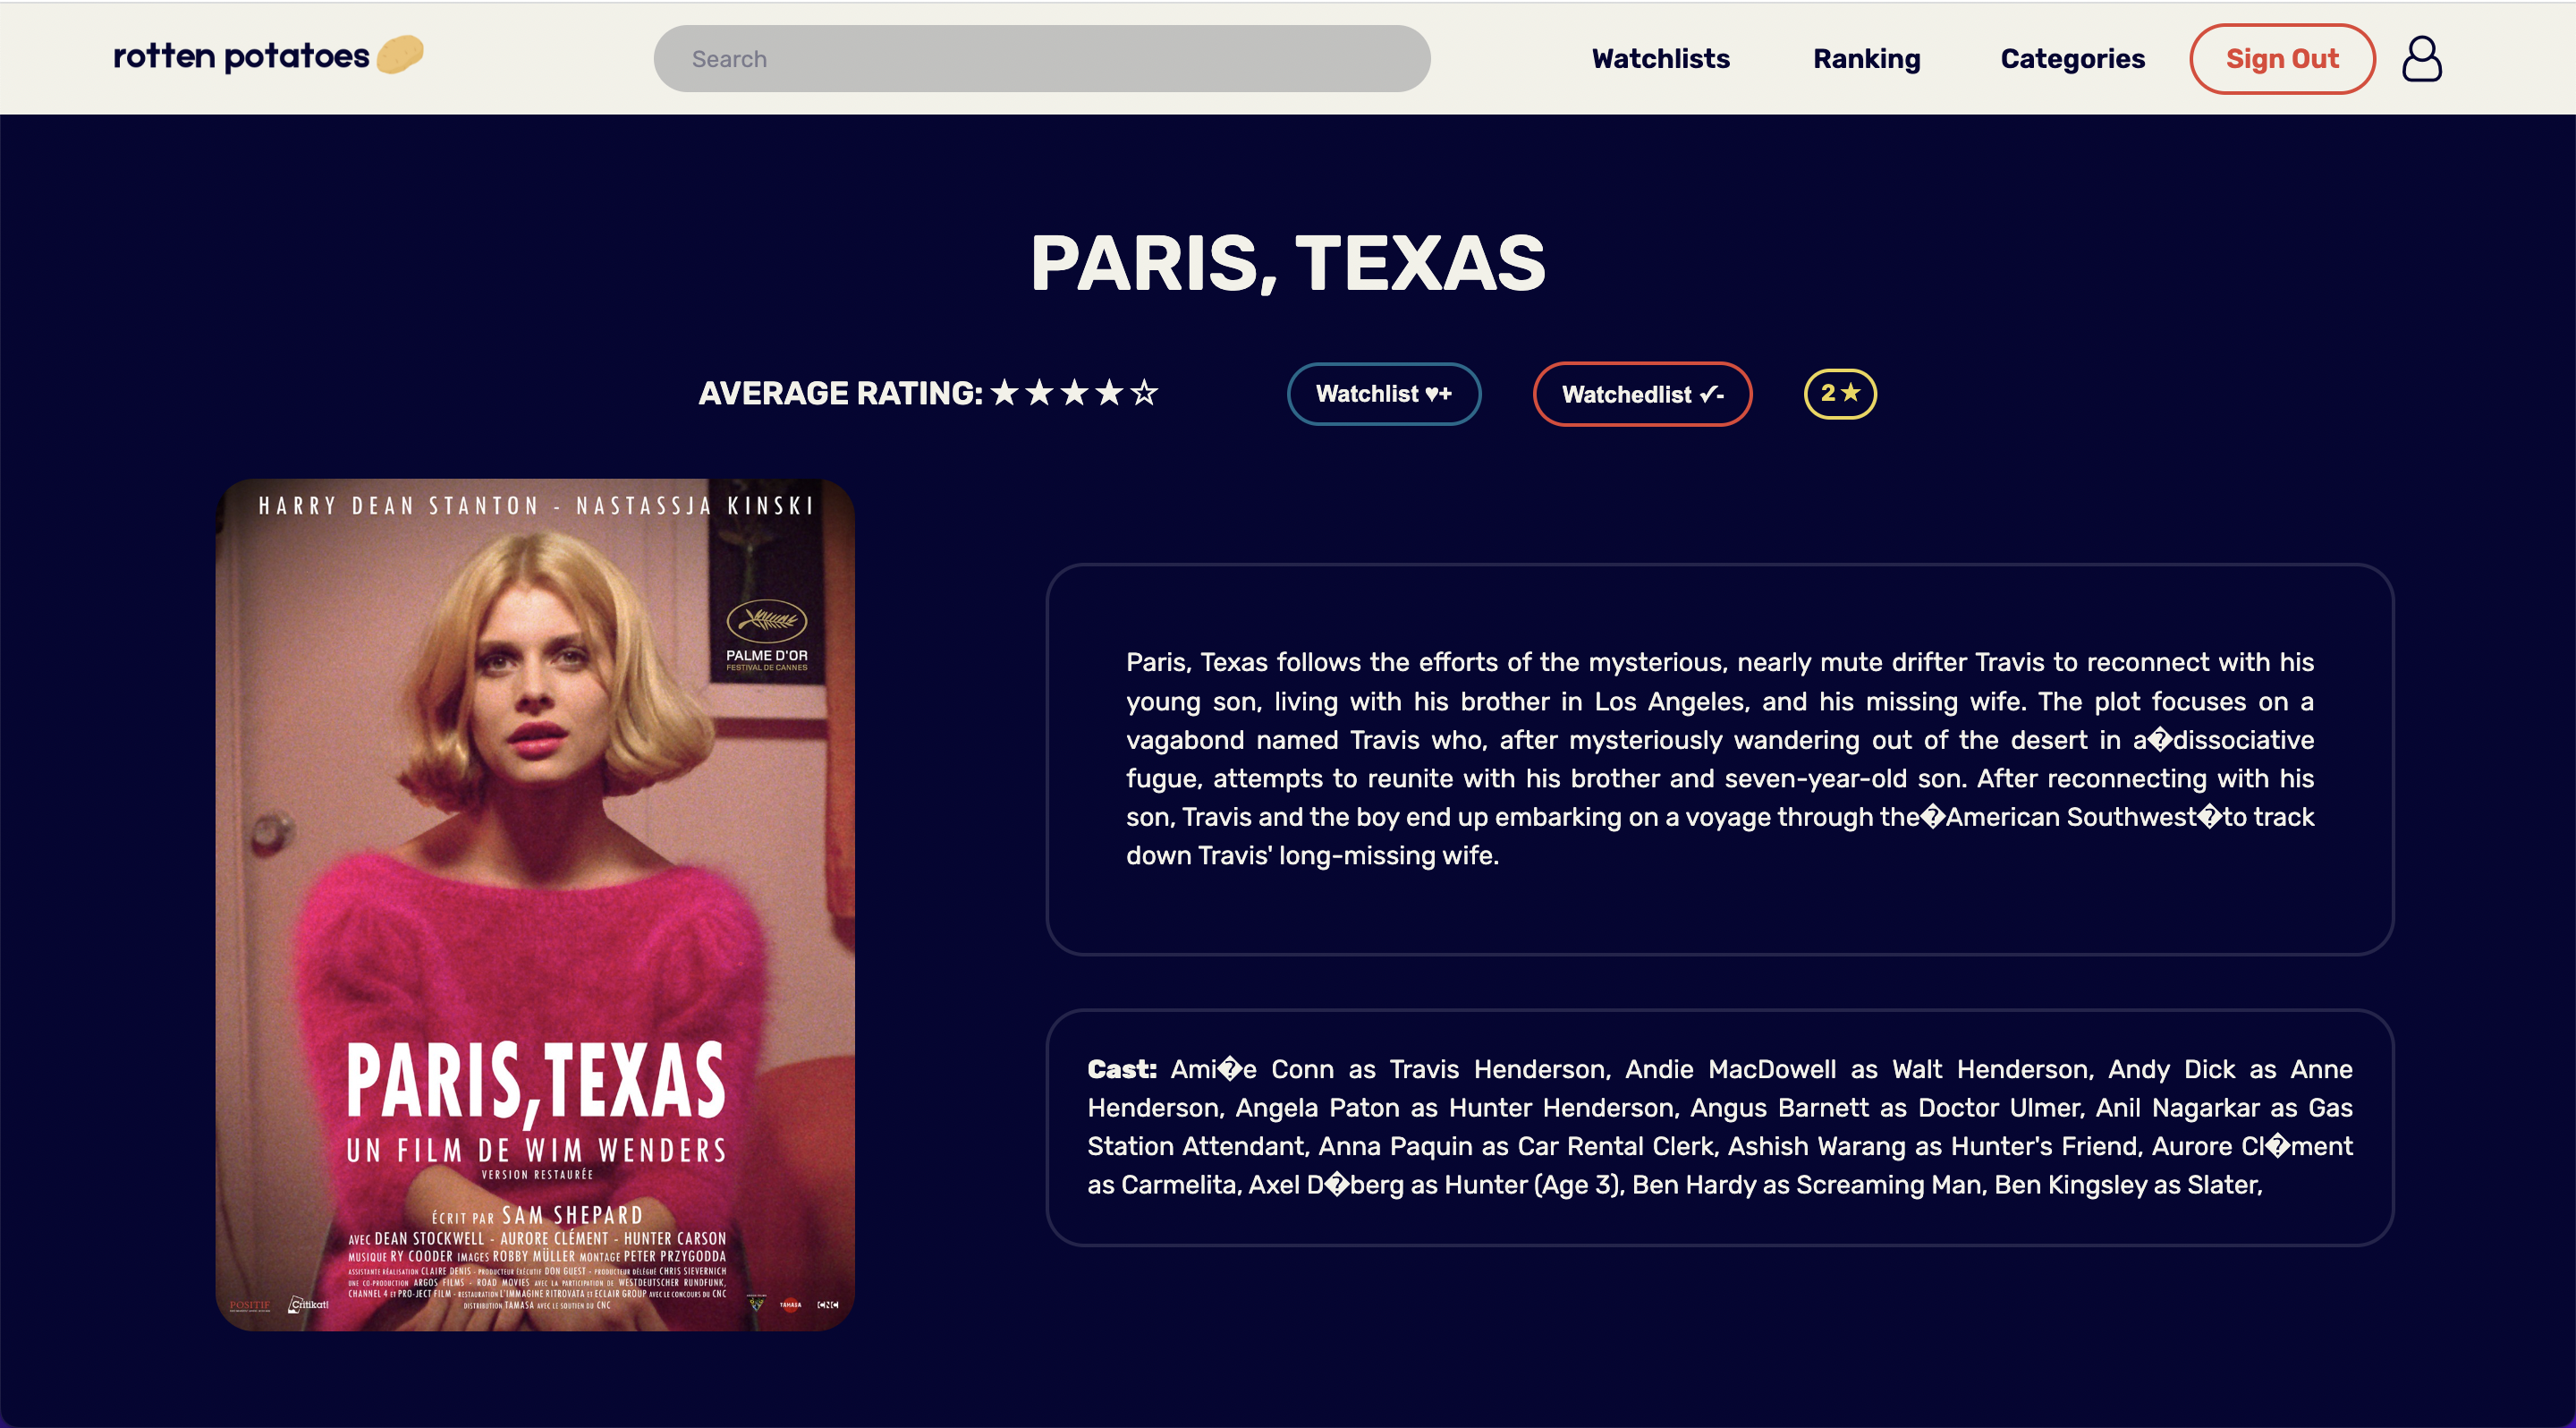 rotten potatoes
Search
Watchlists
Ranking
Categories
Sign Out
PARIS, TEXAS
AVERAGE RATING: ★ ★ ★ ★ ☆
Watchlist ♥+
Watchedlist ✓-
2 ★
HARRY DEAN STANTON - NASTASSJA KINSKI
PALME D'OR
FESTIVAL DE CANNES
PARIS,TEXAS
UN FILM DE WIM WENDERS
VERSION RESTAURÉE
ÉCRIT PAR SAM SHEPARD
AVEC DEAN STOCKWELL - AURORE CLÉMENT - HUNTER CARSON
MUSIQUE RY COODER IMAGES ROBBY MÜLLER MONTAGE PETER PRZYGODDA
ASSISTANTE RÉALISATION CLAIRE DENIS - PRODUCTEUR EXÉCUTIF DON GUEST - PRODUCTEUR DÉLÉGUÉ CHRIS SIEVERNICH
UNE CO-PRODUCTION ARGOS FILMS - ROAD MOVIES AVEC LA PARTICIPATION DE WESTDEUTSCHER RUNDFUNK,
CHANNEL 4 ET PRO-JECT FILM - RESTAURATION L'IMMAGINE RITROVATA ET ECLAIR GROUP AVEC LE CONCOURS DU CNC
DISTRIBUTION TAMASA AVEC LE SOUTIEN DU CNC
POSITIF
Critikat!
TAMASA
CNC
Paris, Texas follows the efforts of the mysterious, nearly mute drifter Travis to reconnect with his
young son, living with his brother in Los Angeles, and his missing wife. The plot focuses on a
vagabond named Travis who, after mysteriously wandering out of the desert in a�dissociative
fugue, attempts to reunite with his brother and seven-year-old son. After reconnecting with his
son, Travis and the boy end up embarking on a voyage through the�American Southwest�to track
down Travis' long-missing wife.
Cast: Ami�e Conn as Travis Henderson, Andie MacDowell as Walt Henderson, Andy Dick as Anne
Henderson, Angela Paton as Hunter Henderson, Angus Barnett as Doctor Ulmer, Anil Nagarkar as Gas
Station Attendant, Anna Paquin as Car Rental Clerk, Ashish Warang as Hunter's Friend, Aurore Cl�ment
as Carmelita, Axel D�berg as Hunter (Age 3), Ben Hardy as Screaming Man, Ben Kingsley as Slater,